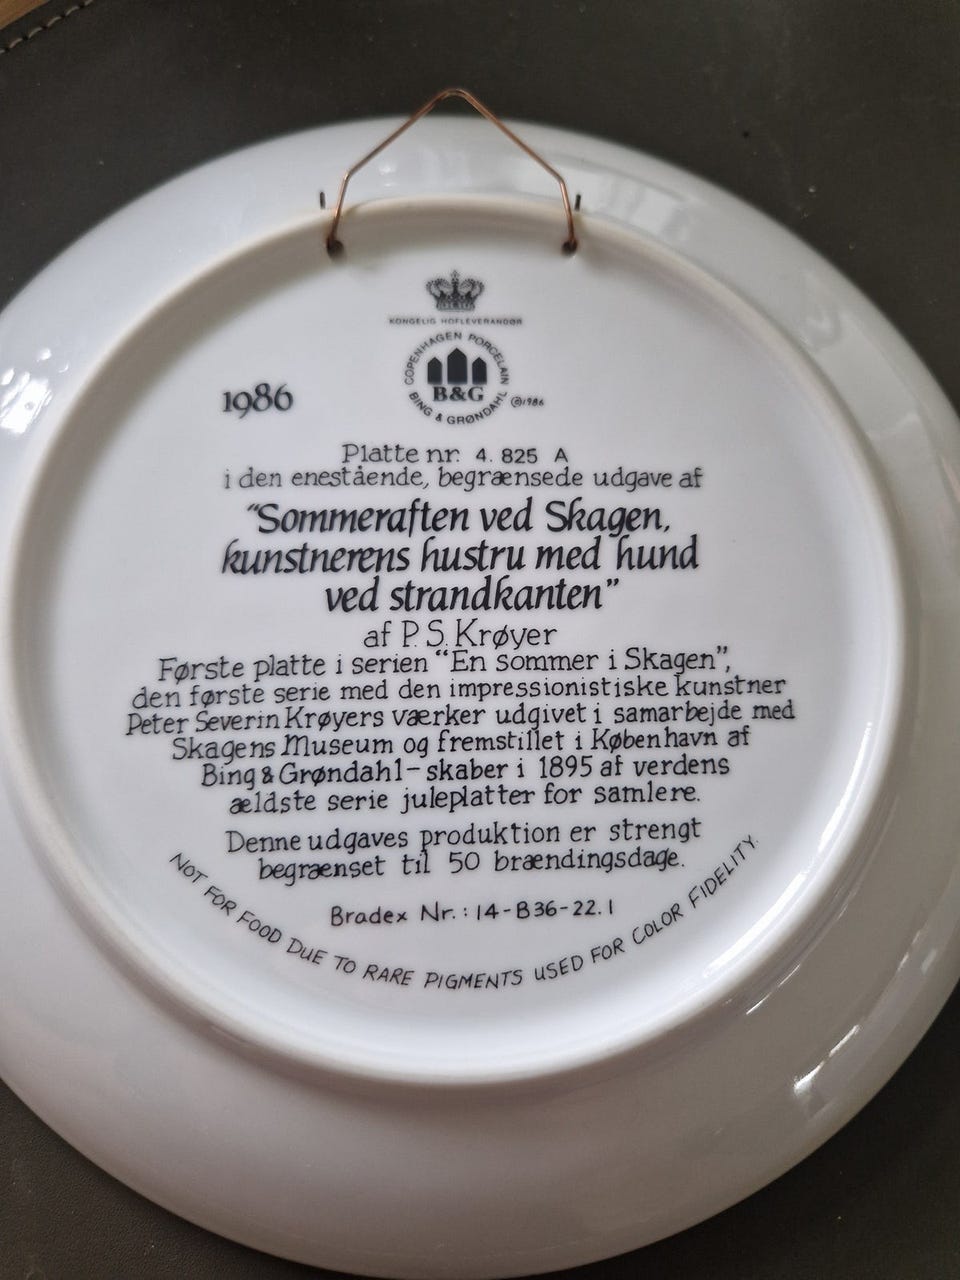 KONGELIG HOFLEVERANDØR
COPENHAGEN PORCELAIN
B&G
BING & GRØNDAHL
©1986
1986
Platte nr. 4. 825 A
i den enestående, begrænsede udgave af
“Sommeraften ved Skagen,
kunstnerens hustru med hund
ved strandkanten”
af P. S. Krøyer
Første platte i serien “En sommer i Skagen”,
den første serie med den impressionistiske kunstner
Peter Severin Krøyers værker udgivet i samarbejde med
Skagens Museum og fremstillet i København af
Bing & Grøndahl – skaber i 1895 af verdens
ældste serie juleplatter for samlere.
Denne udgaves produktion er strengt
begrænset til 50 brændingsdage.
Bradex Nr.: 14-B36-22.1
NOT FOR FOOD DUE TO RARE PIGMENTS USED FOR COLOR FIDELITY.